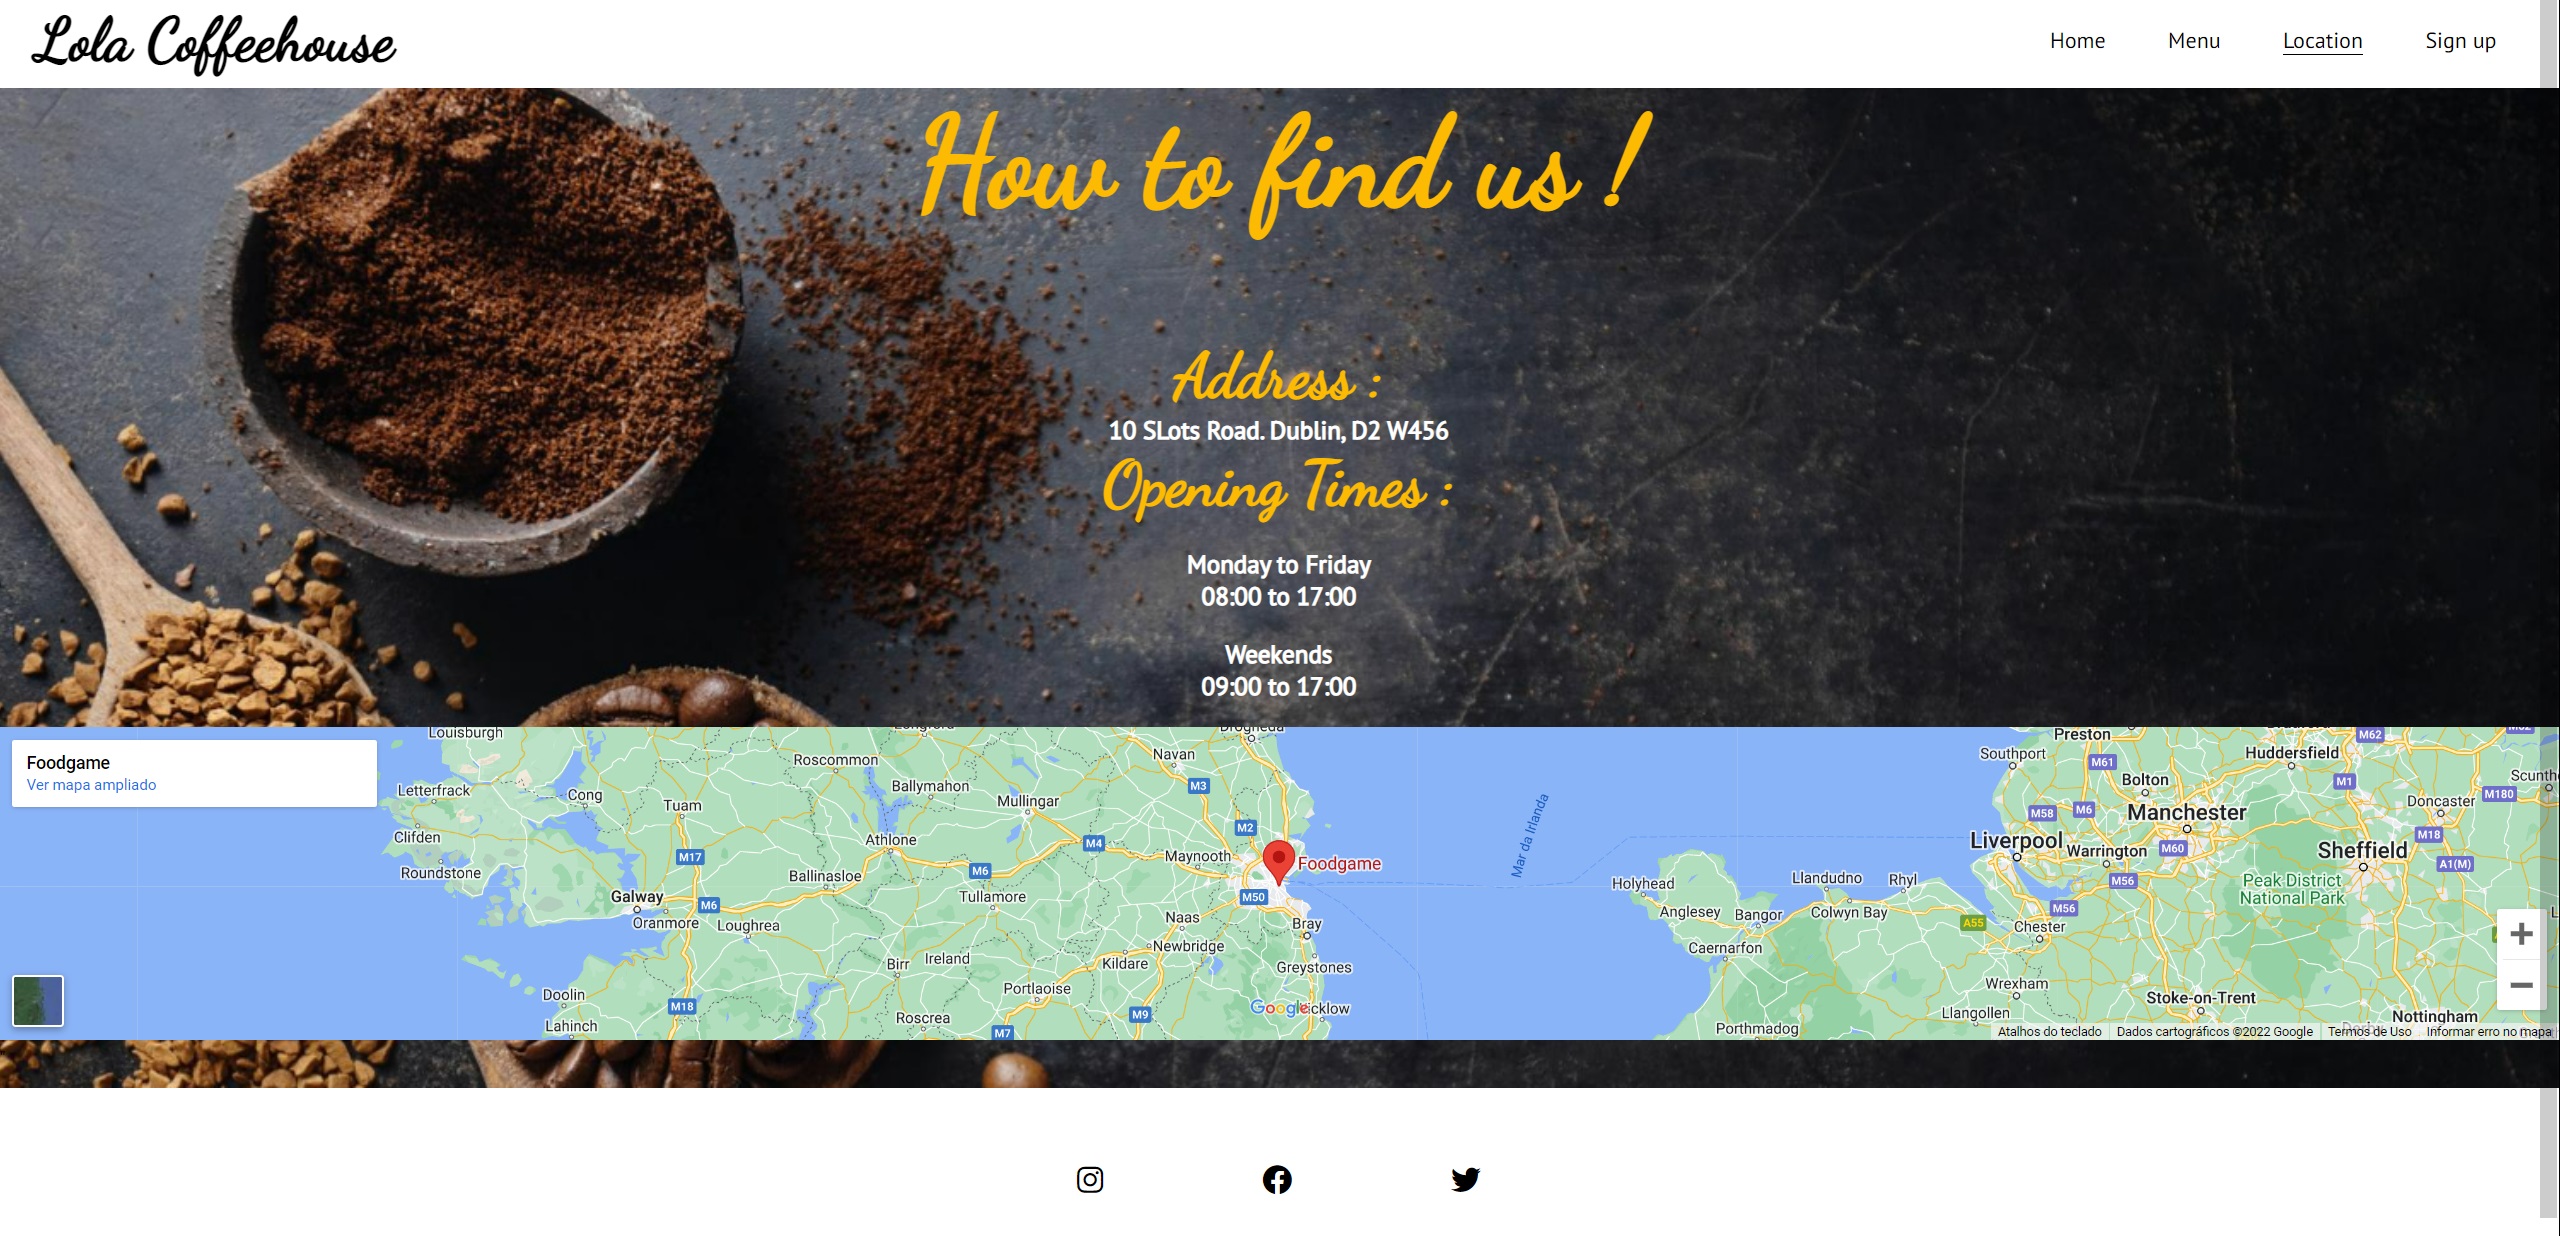 Lola Coffeehouse
Home Menu Location Sign up
How to find us !
Address :
10 SLots Road. Dublin, D2 W456
Opening Times :
Monday to Friday
08:00 to 17:00
Weekends
09:00 to 17:00
Foodgame
Ver mapa ampliado
Louisburgh
Letterfrack
Cong
Clifden
Roundstone
Tuam
M17
Galway
M6
Oranmore
Loughrea
Doolin
Lahinch
M18
Roscommon
Ballymahon
Athlone
Ballinasloe
Mullingar
M6
Tullamore
Birr
Ireland
Roscrea
Portlaoise
M7
Navan
Drogheda
M3
M2
M4
Maynooth
Foodgame
M50
Naas
Bray
Newbridge
Kildare
Greystones
M9
Google
Mar da Irlanda
Holyhead
Anglesey
Bangor
Caernarfon
Llandudno
Colwyn Bay
Rhyl
Porthmadog
Preston
Southport
M61
Bolton
M58
M6
Manchester
Liverpool
Warrington
M60
M56
M56
A55
Chester
Wrexham
Llangollen
Stoke-on-Trent
Huddersfield
M62
M1
Doncaster
M180
M18
Sheffield
A1(M)
Peak District
National Park
Nottingham
Atalhos do teclado
Dados cartográficos ©2022 Google
Termos de Uso
Informar erro no mapa